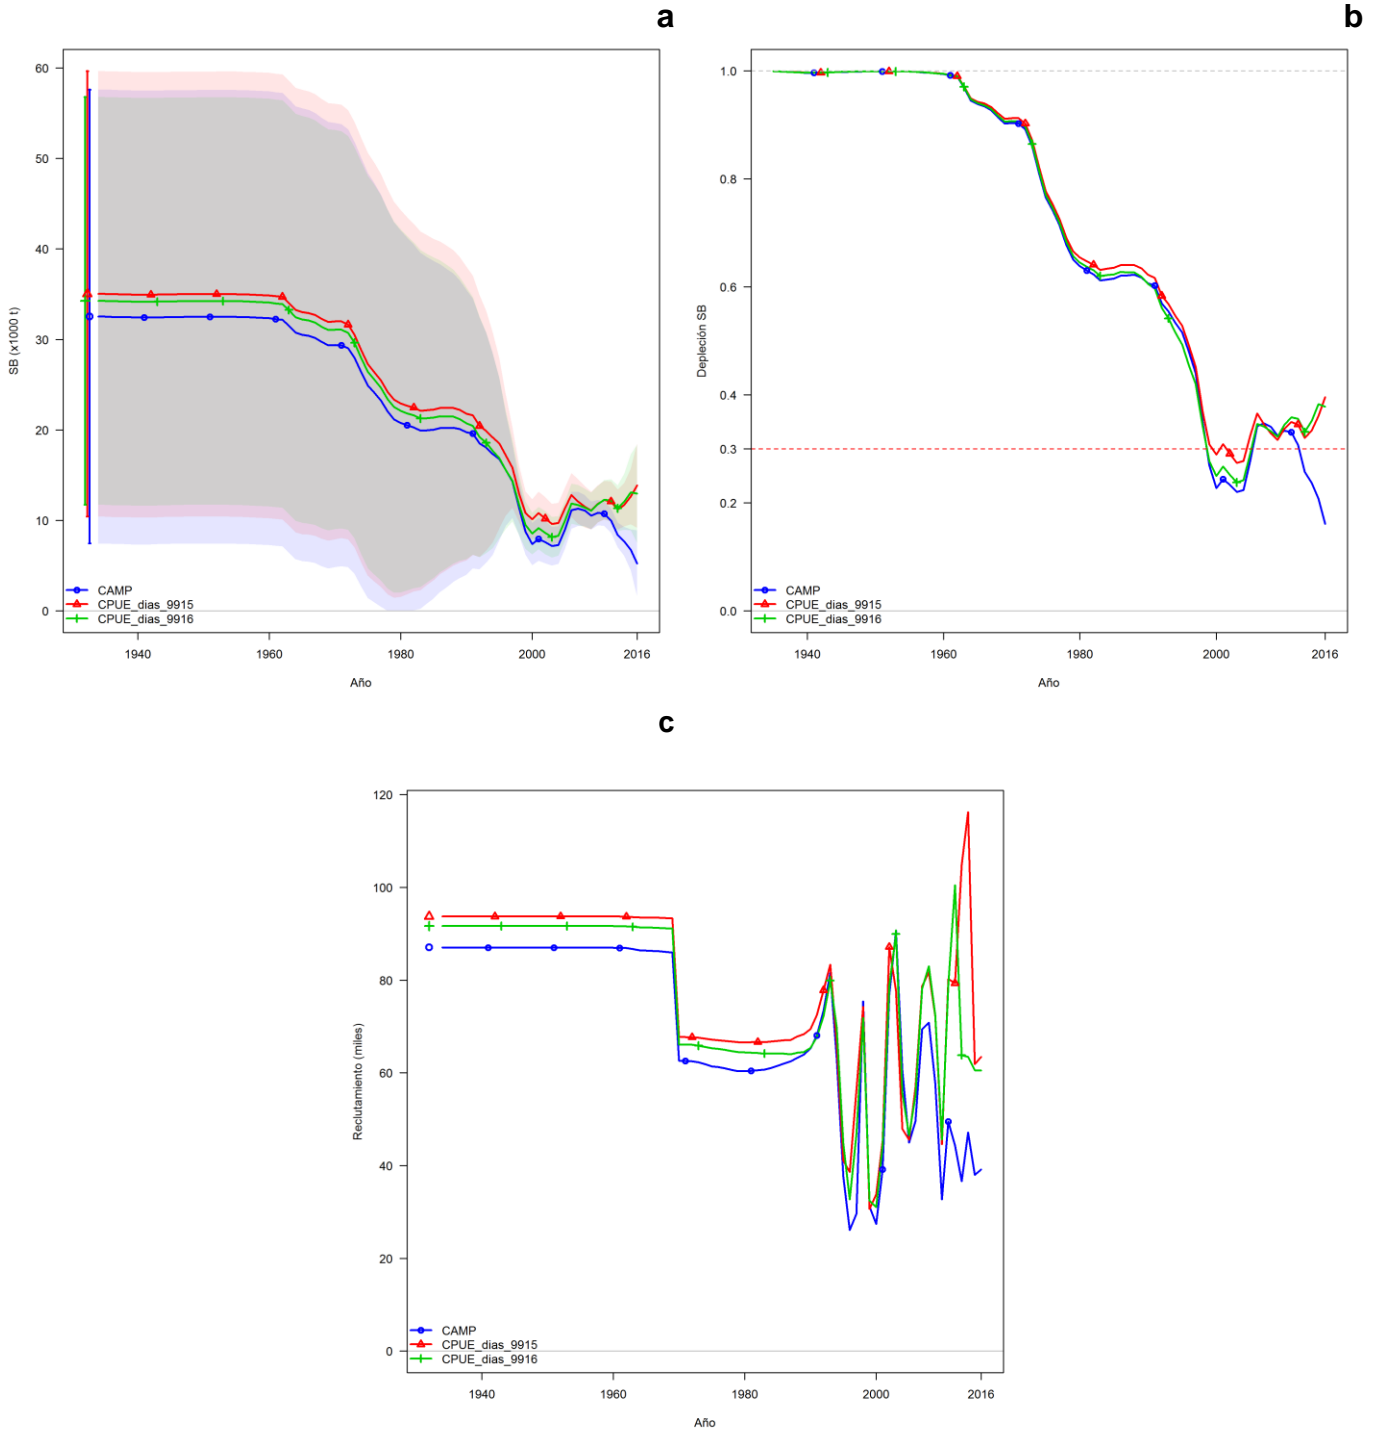 a
60
50
40
30
20
10
0
SB (x1000 t)
CAMP
CPUE_dias_9915
CPUE_dias_9916
1940
1960
1980
2000
2016
Año
b
1.0
0.8
0.6
0.4
0.3
0.2
0.0
Depleción SB
CAMP
CPUE_dias_9915
CPUE_dias_9916
1940
1960
1980
2000
2016
Año
c
120
100
80
60
40
20
0
Reclutamiento (miles)
CAMP
CPUE_dias_9915
CPUE_dias_9916
1940
1960
1980
2000
2016
Año